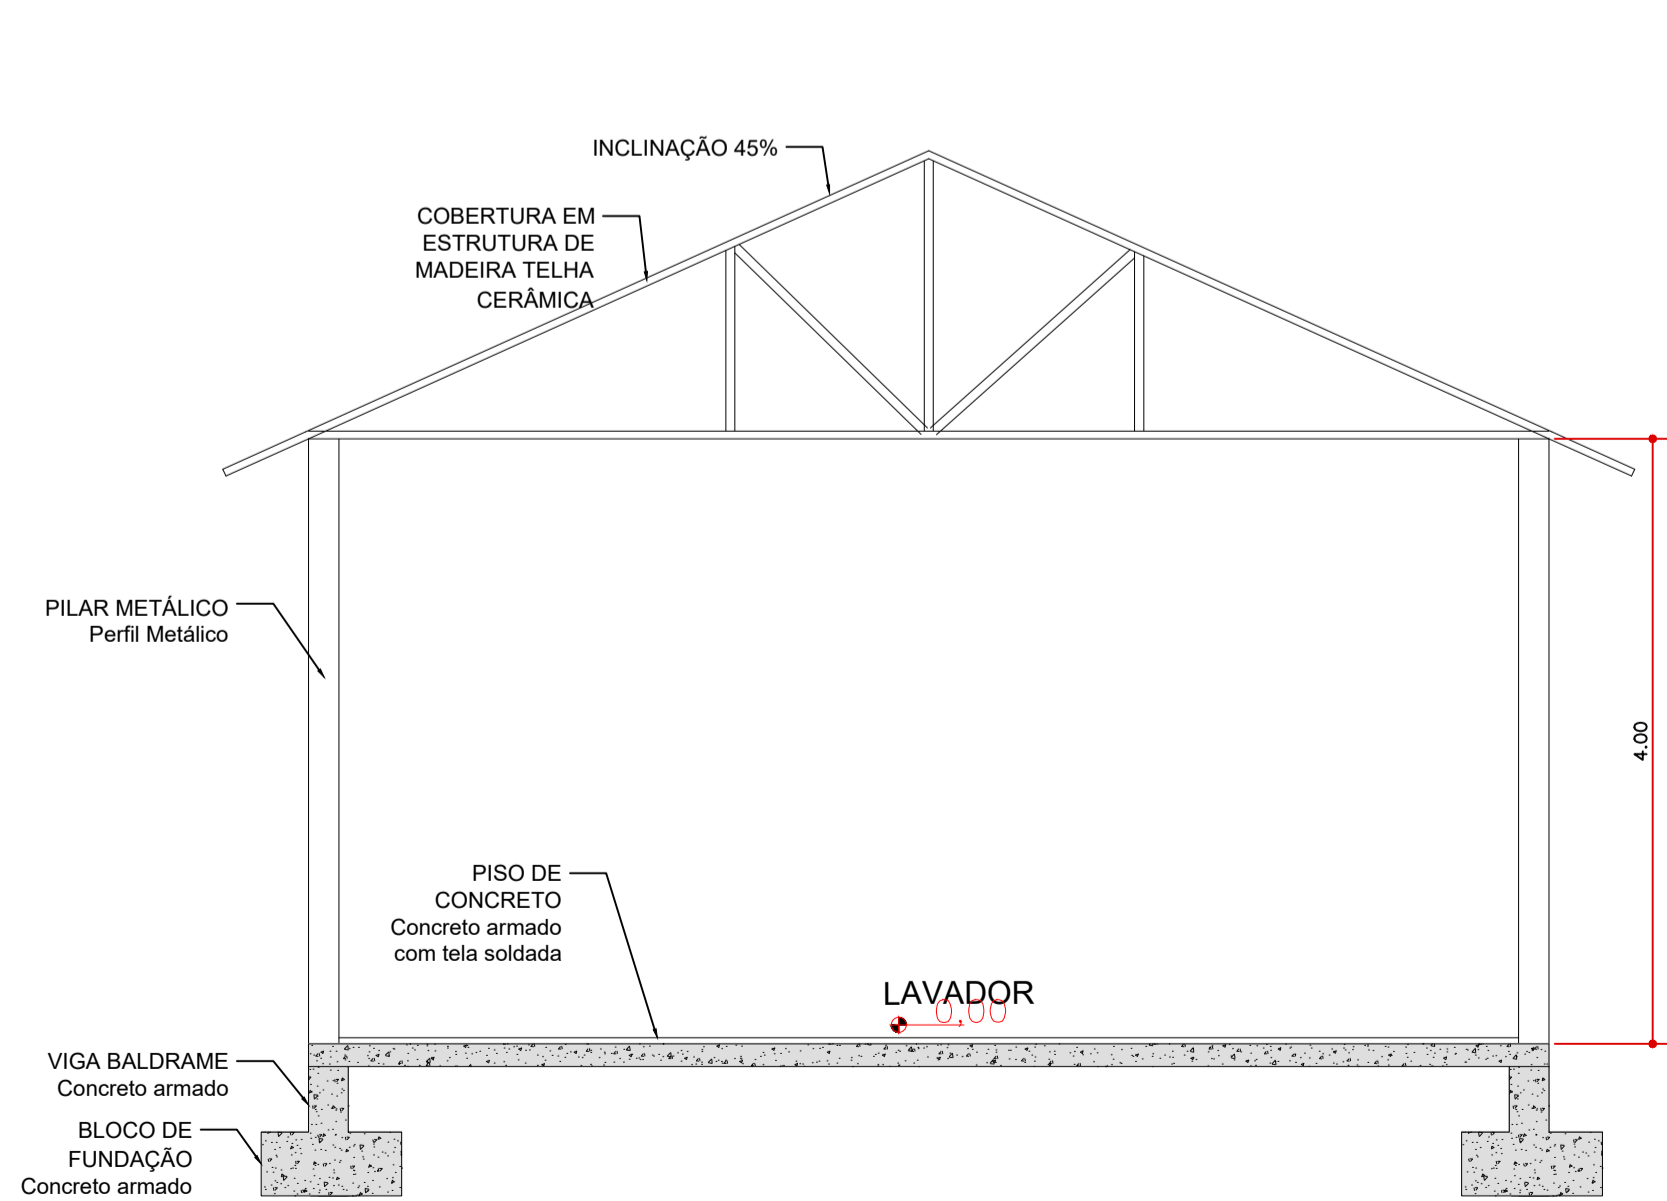 INCLINAÇÃO 45%
COBERTURA EM
ESTRUTURA DE
MADEIRA TELHA
CERÂMICA
PILAR METÁLICO
Perfil Metálico
4.00
PISO DE
CONCRETO
Concreto armado
com tela soldada
LAVADOR
0,00
VIGA BALDRAME
Concreto armado
BLOCO DE
FUNDAÇÃO
Concreto armado